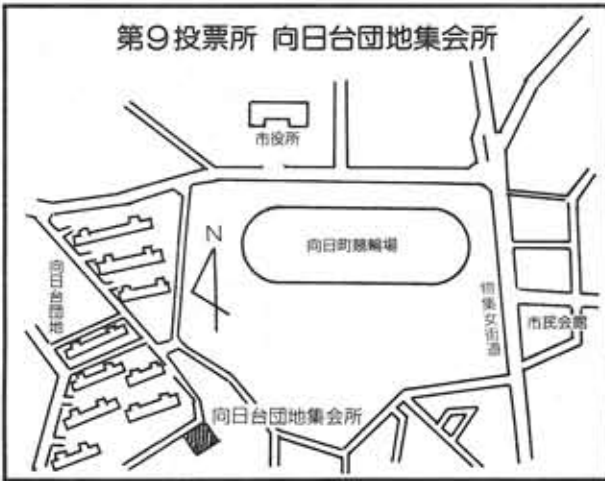 第9投票所 向日台団地集会所
市役所
N
向日町競輪場
向日台団地
物集女街道
市民会館
向日台団地集会所